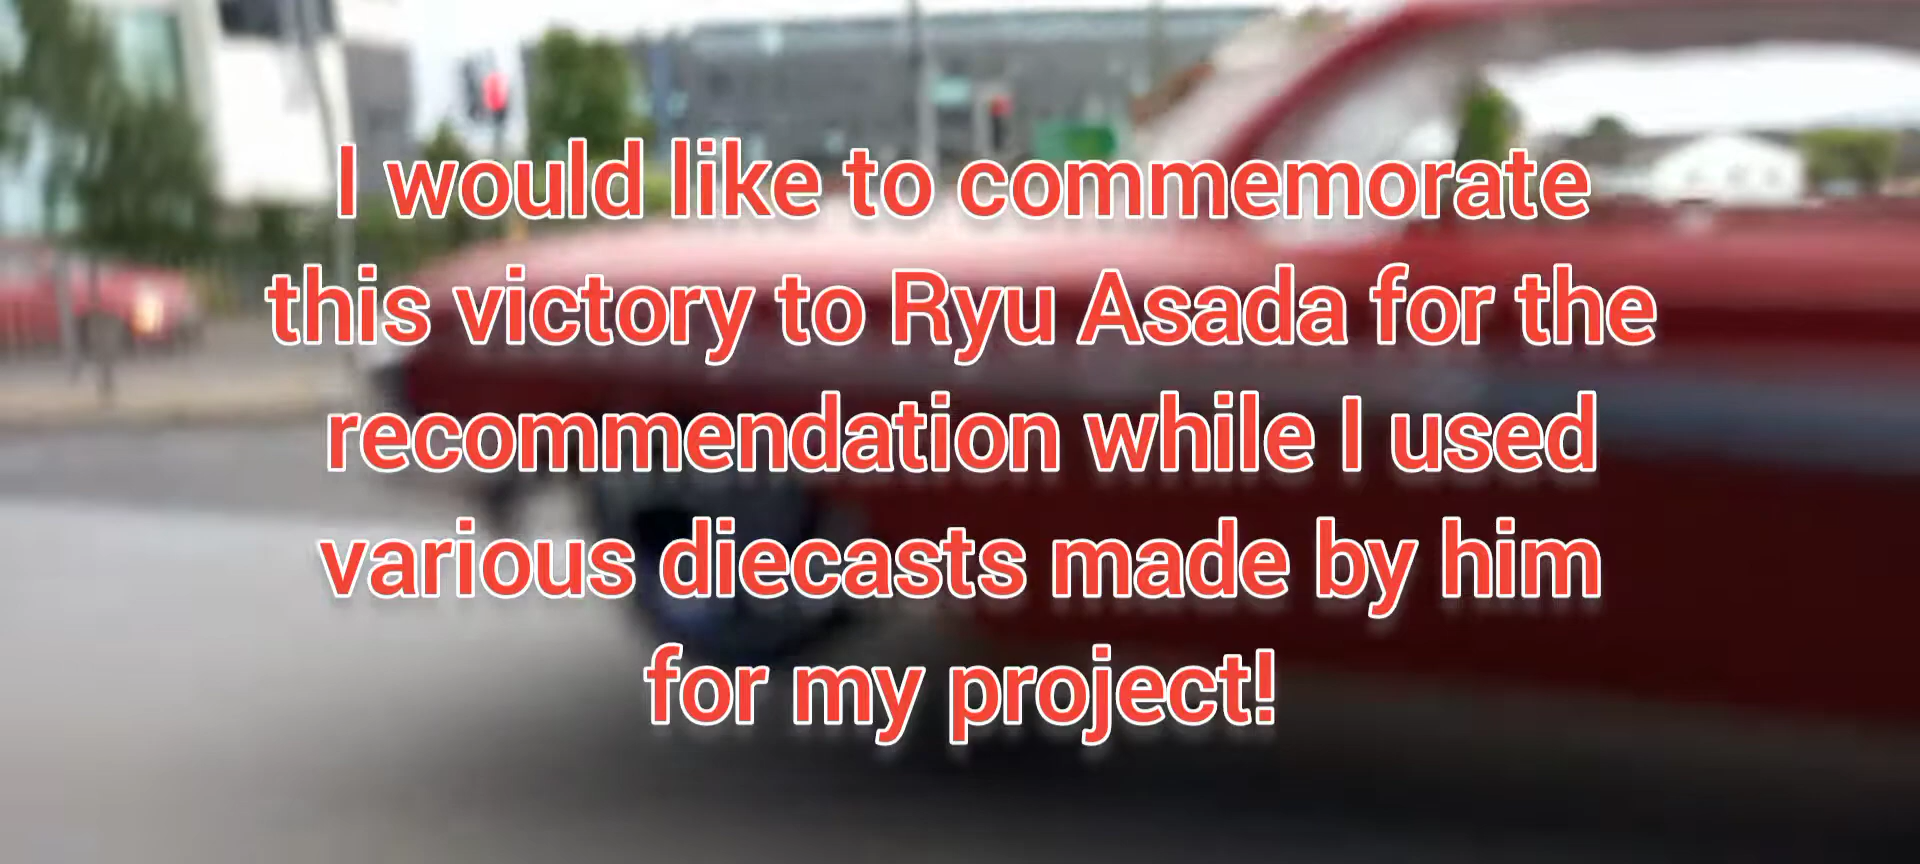 I would like to commemorate
this victory to Ryu Asada for the
recommendation while I used
various diecasts made by him
for my project!